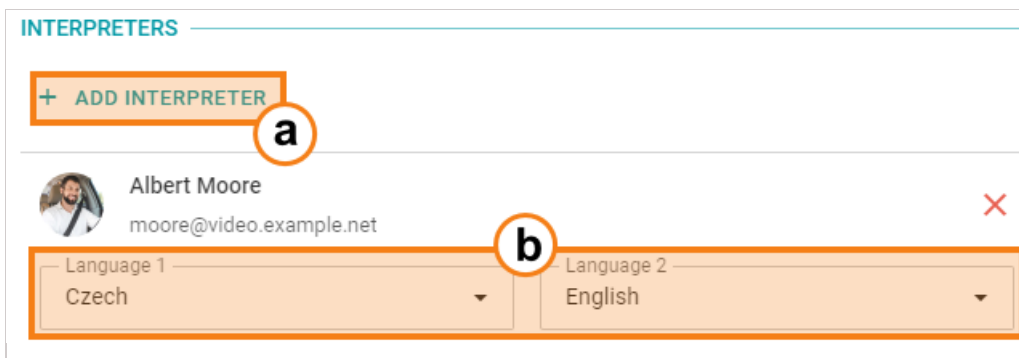 INTERPRETERS
+ ADD INTERPRETER
a
Albert Moore
moore@video.example.net
b
Language 1 Language 2
Czech English